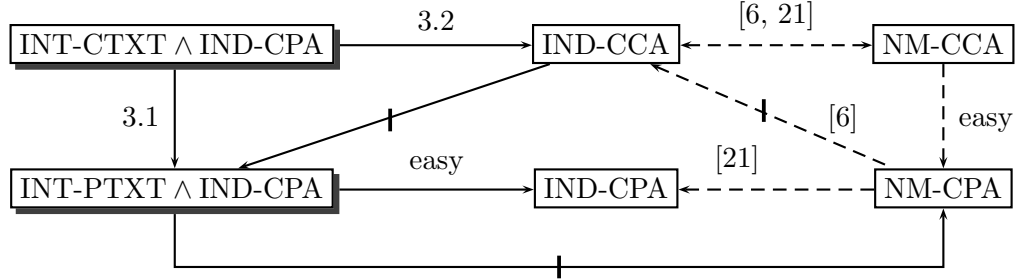 [6, 21]
3.2
INT-CTXT ∧ IND-CPA
IND-CCA
NM-CCA
3.1
[6]
easy
easy
[21]
INT-PTXT ∧ IND-CPA
IND-CPA
NM-CPA